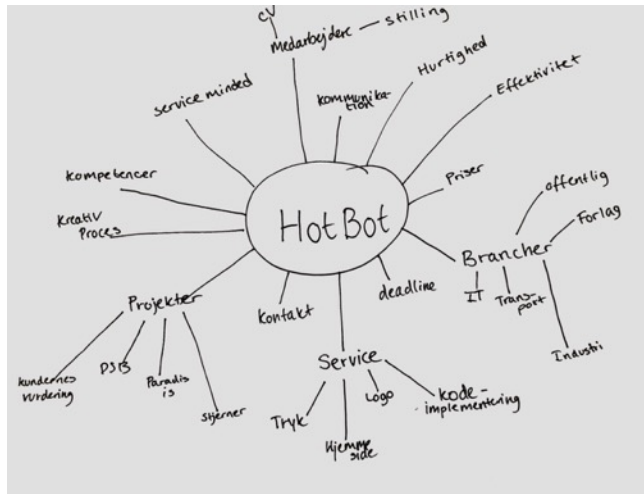 CV
Medarbejdere
stilling
Hurtighed
kommunika-
tion
Effektivitet
service minded
Kompetencer
Priser
offentlig
Kreativ
Proces
HotBot
Forlag
Brancher
IT
Trans-
port
Projekter
deadline
Kontakt
Industri
Service
kundernes
vurdering
DSB
Paradis
is
Stjerner
Logo
kode-
implementering
Tryk
Hjemme
side